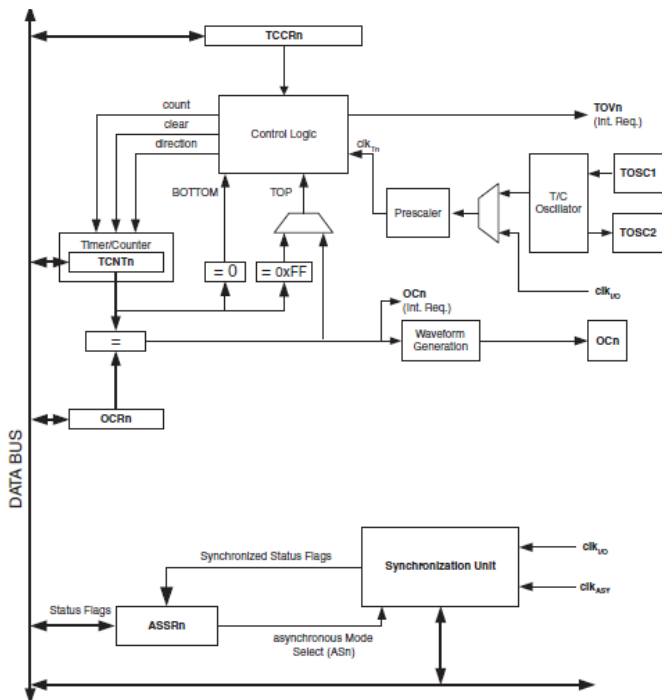 TCCRn
count
clear
direction
Control Logic
TOVn
(Int. Req.)
clkTn
BOTTOM
TOP
Prescaler
T/C
Oscillator
TOSC1
TOSC2
clkI/O
Timer/Counter
TCNTn
= 0
= 0xFF
OCn
(Int. Req.)
=
Waveform
Generation
OCn
OCRn
DATA BUS
Synchronized Status Flags
Synchronization Unit
clkI/O
clkASY
Status Flags
ASSRn
asynchronous Mode
Select (ASn)